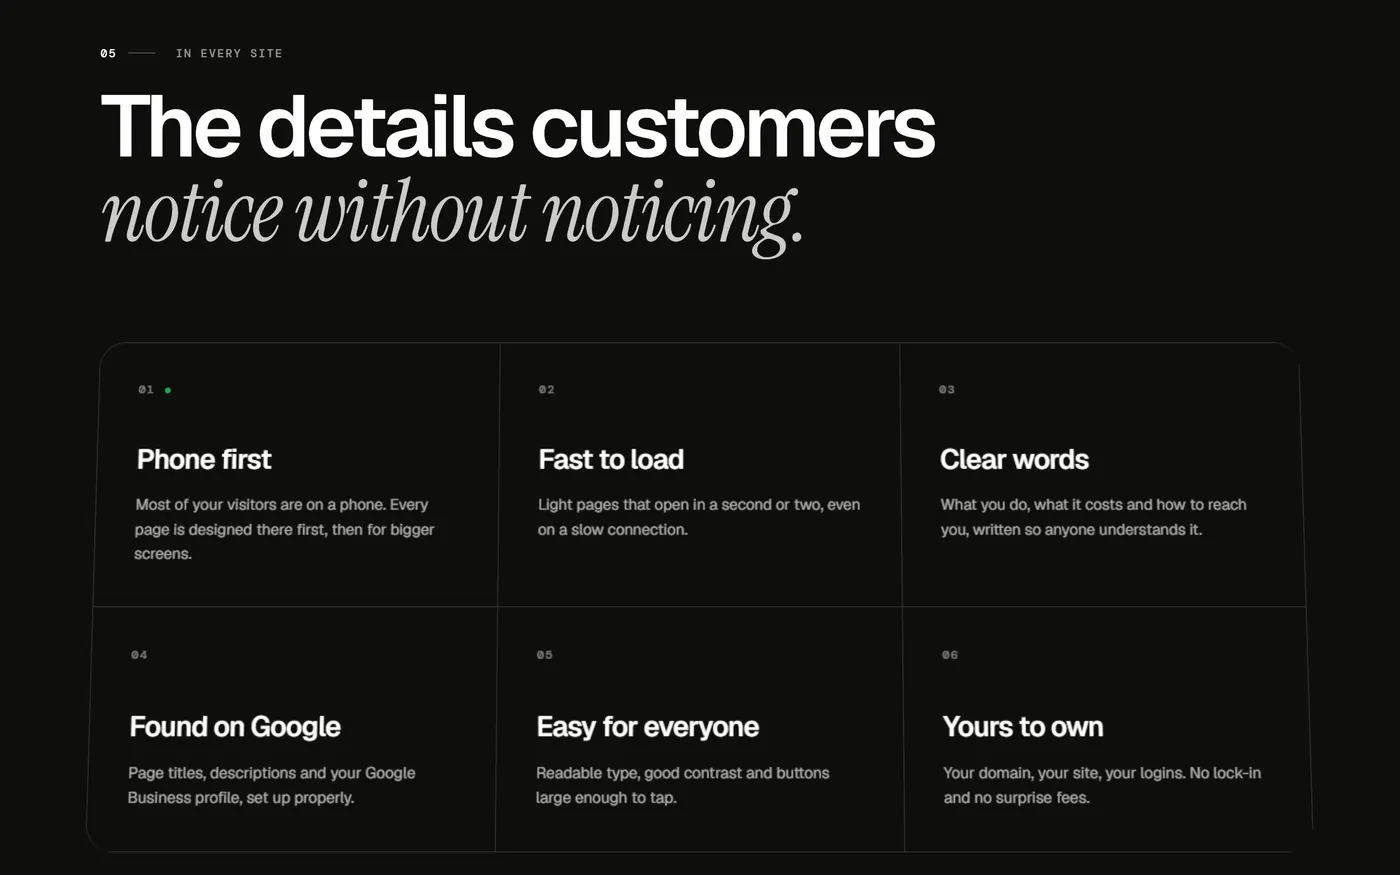 05 IN EVERY SITE
The details customers
notice without noticing.
01
Phone first
Most of your visitors are on a phone. Every
page is designed there first, then for bigger
screens.
02
Fast to load
Light pages that open in a second or two, even
on a slow connection.
03
Clear words
What you do, what it costs and how to reach
you, written so anyone understands it.
04
Found on Google
Page titles, descriptions and your Google
Business profile, set up properly.
05
Easy for everyone
Readable type, good contrast and buttons
large enough to tap.
06
Yours to own
Your domain, your site, your logins. No lock-in
and no surprise fees.